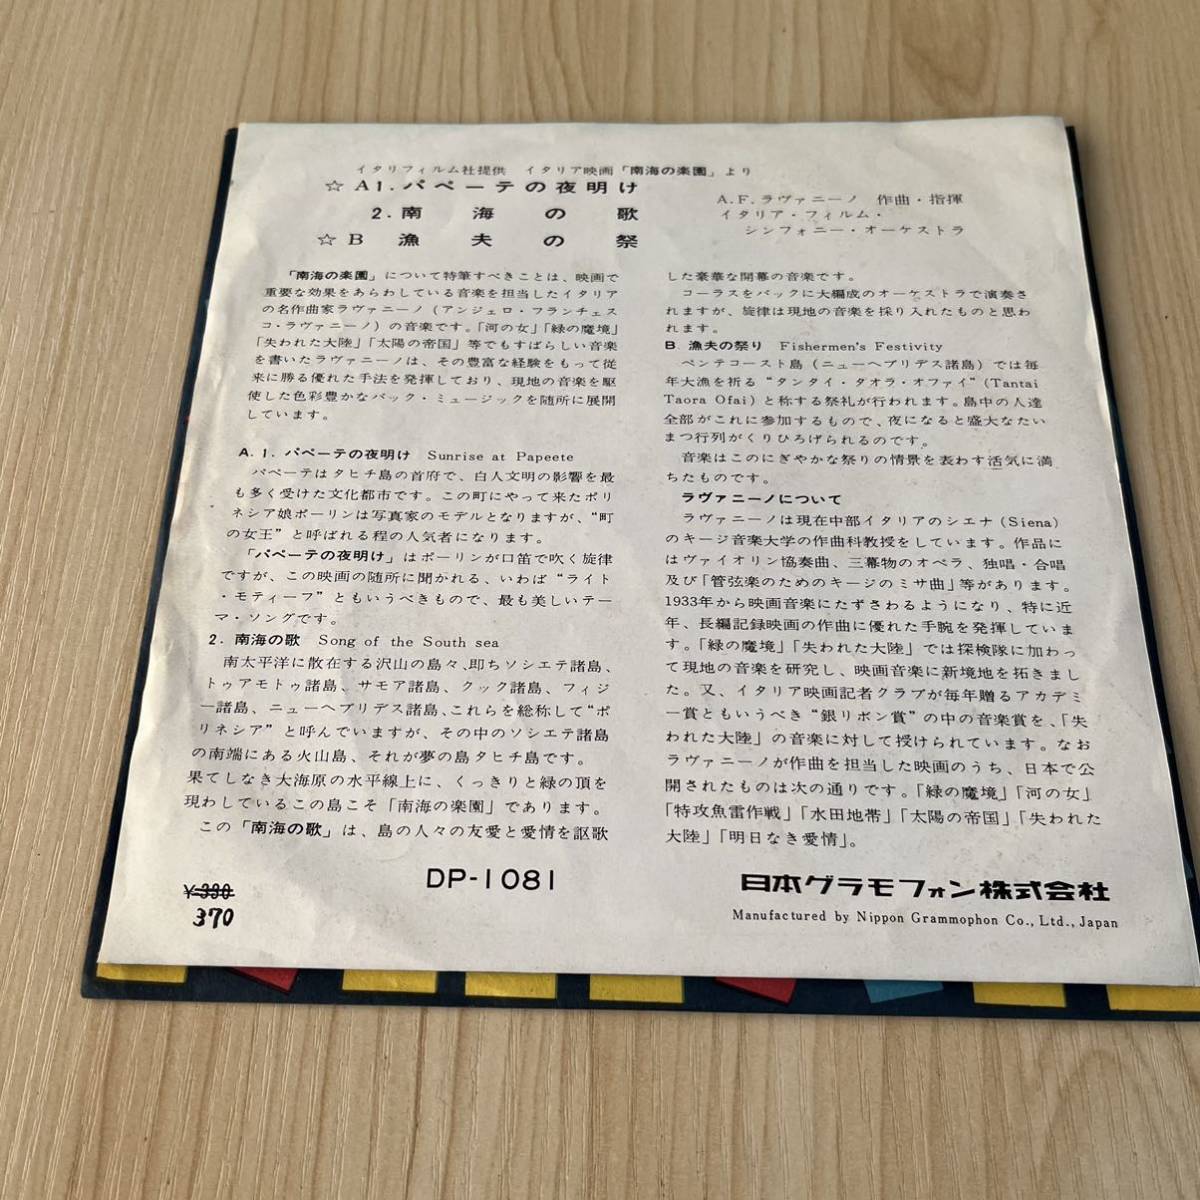 イタリフィルム社提供 イタリア映画「南海の楽園」より
☆ A1. パペーテの夜明け
2. 南海の歌
☆ B 漁夫の祭
A.F.ラヴァニーノ 作曲・指揮
イタリア・フィルム・
シンフォニー・オーケストラ
「南海の楽園」について特筆すべきことは、映画で
重要な効果をあらわしている音楽を担当したイタリア
の名作曲家ラヴァニーノ（アンジェロ・フランチェス
コ・ラヴァニーノ）の音楽です。「河の女」「緑の魔境」
「失われた大陸」「太陽の帝国」等でもすばらしい音楽
を書いたラヴァニーノは、その豊富な経験をもって従
来に勝る優れた手法を発揮しており、現地の音楽を駆
使した色彩豊かなバック・ミュージックを随所に展開
しています。
A. 1. パペーテの夜明け Sunrise at Papeete
パペーテはタヒチ島の首府で、白人文明の影響を最
も多く受けた文化都市です。この町にやって来たポリ
ネシア娘ポーリンは写真家のモデルとなりますが、“町
の女王”と呼ばれる程の人気者になります。
「パペーテの夜明け」はポーリンが口笛で吹く旋律
ですが、この映画の随所に聞かれる、いわば“ライト
・モティーフ”ともいうべきもので、最も美しいテー
マ・ソングです。
2. 南海の歌 Song of the South sea
南太平洋に散在する沢山の島々、即ちソシエテ諸島、
トゥアモトゥ諸島、サモア諸島、クック諸島、フィジ
ー諸島、ニューヘブリデス諸島、これらを総称して“ポ
リネシア”と呼んでいますが、その中のソシエテ諸島
の南端にある火山島、それが夢の島タヒチ島です。
果てしなき大海原の水平線上に、くっきりと緑の頂を
現わしているこの島こそ「南海の楽園」であります。
この「南海の歌」は、島の人々の友愛と愛情を謳歌
した豪華な開幕の音楽です。
コーラスをバックに大編成のオーケストラで演奏さ
れますが、旋律は現地の音楽を採り入れたものと思わ
れます。
B 漁夫の祭り Fishermen's Festivity
ペンテコースト島（ニューヘブリデス諸島）では毎
年大漁を祈る“タンタイ・タオラ・オファイ”(Tantai
Taora Ofai) と称する祭礼が行われます。島中の人達
全部がこれに参加するもので、夜になると盛大なたい
まつ行列がくりひろげられるのです。
音楽はこのにぎやかな祭りの情景を表わす活気に満
ちたものです。
ラヴァニーノについて
ラヴァニーノは現在中部イタリアのシエナ (Siena)
のキージ音楽大学の作曲科教授をしています。作品に
はヴァイオリン協奏曲、三幕物のオペラ、独唱・合唱
及び「管弦楽のためのキージのミサ曲」等があります。
1933年から映画音楽にたずさわるようになり、特に近
年、長編記録映画の作曲に優れた手腕を発揮していま
す。「緑の魔境」「失われた大陸」では探検隊に加わっ
て現地の音楽を研究し、映画音楽に新境地を拓きまし
た。又、イタリア映画記者クラブが毎年贈るアカデミ
ー賞ともいうべき“銀リボン賞”の中の音楽賞を、「失
われた大陸」の音楽に対して授けられています。なお
ラヴァニーノが作曲を担当した映画のうち、日本で公
開されたものは次の通りです。「緑の魔境」「河の女」
「特攻魚雷作戦」「水田地帯」「太陽の帝国」「失われた
大陸」「明日なき愛情」。
¥390
370
DP-1081
日本グラモフォン株式会社
Manufactured by Nippon Grammophon Co., Ltd., Japan